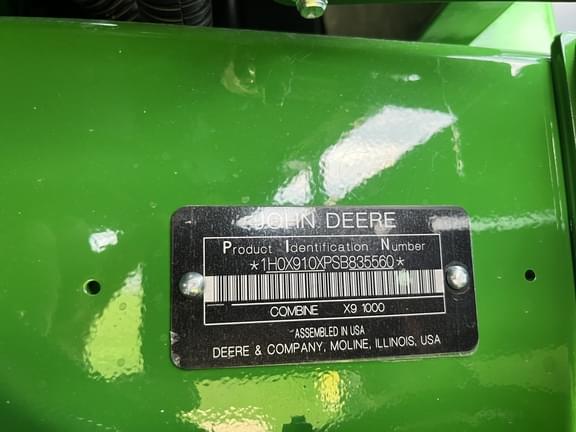 JOHN DEERE
Product Identification Number
*1H0X910XPSB835560*
COMBINE X9 1000
ASSEMBLED IN USA
DEERE & COMPANY, MOLINE, ILLINOIS, USA